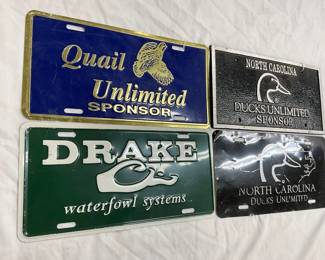 Quail
Unlimited
SPONSOR
NORTH CAROLINA
DUCKS UNLIMITED
SPONSOR
DRAKE
waterfowl systems
NORTH CAROLINA
DUCKS UNLIMITED